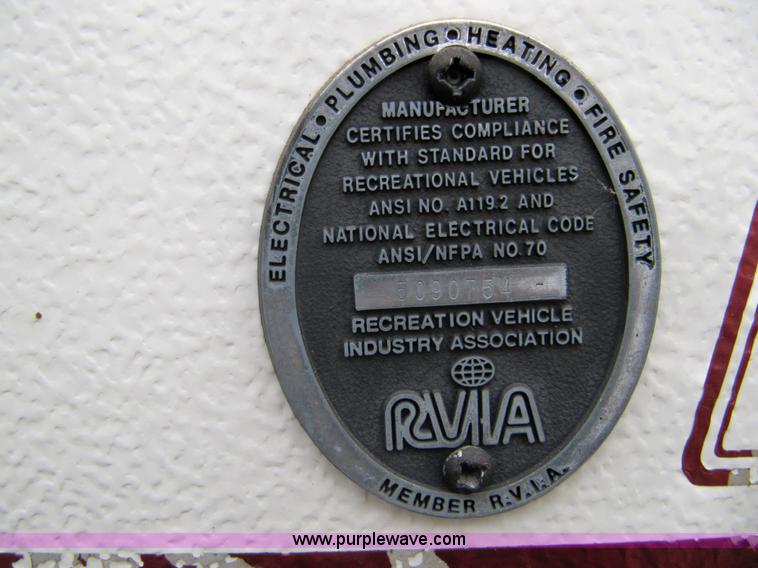 ELECTRICAL • PLUMBING • HEATING • FIRE SAFETY
MANUFACTURER
CERTIFIES COMPLIANCE
WITH STANDARD FOR
RECREATIONAL VEHICLES
ANSI NO. A119.2 AND
NATIONAL ELECTRICAL CODE
ANSI/NFPA NO. 70
5090754
RECREATION VEHICLE
INDUSTRY ASSOCIATION
RVIA
MEMBER R.V.I.A.
www.purplewave.com